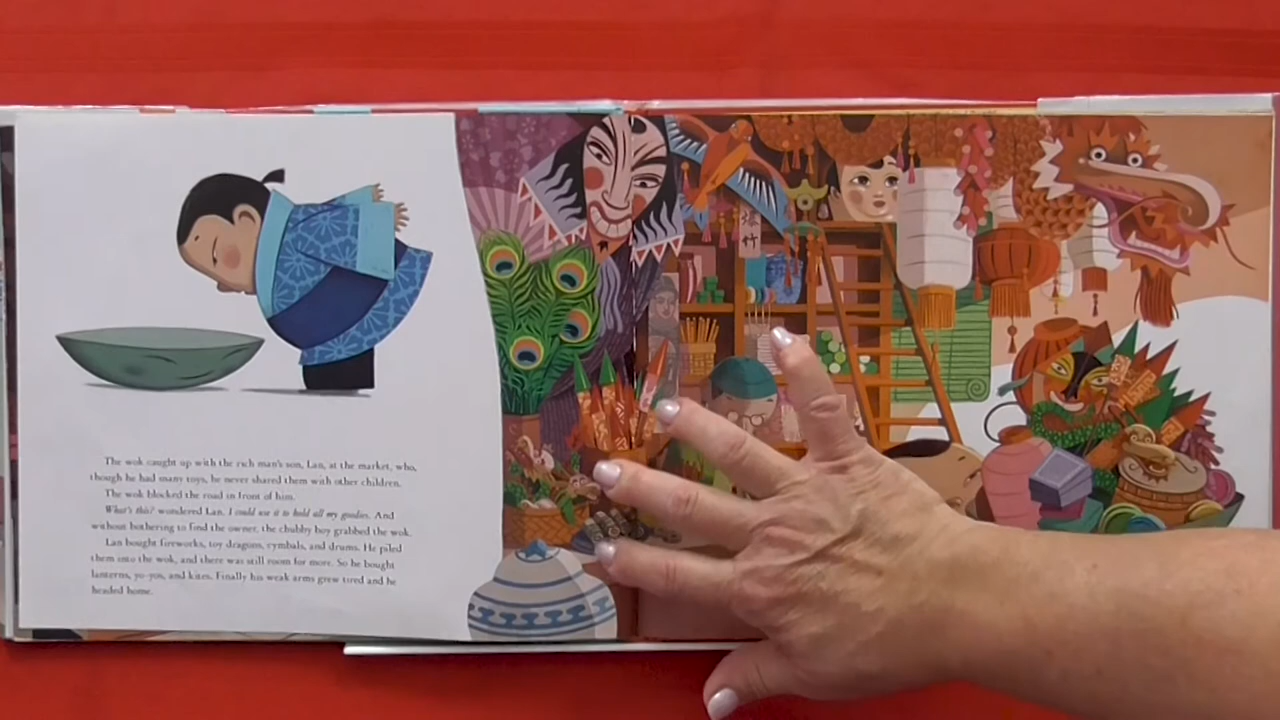 The wok caught up with the rich man's son, Lan, at the market, who,
though he had many toys, he never shared them with other children.
The wok blocked the road in front of him.
What's this? wondered Lan. I could use it to hold all my goodies. And
without bothering to find the owner, the chubby boy grabbed the wok.
Lan bought fireworks, toy dragons, cymbals, and drums. He piled
them into the wok, and there was still room for more. So he bought
lanterns, yo-yos, and kites. Finally his weak arms grew tired and he
headed home.
爆
竹